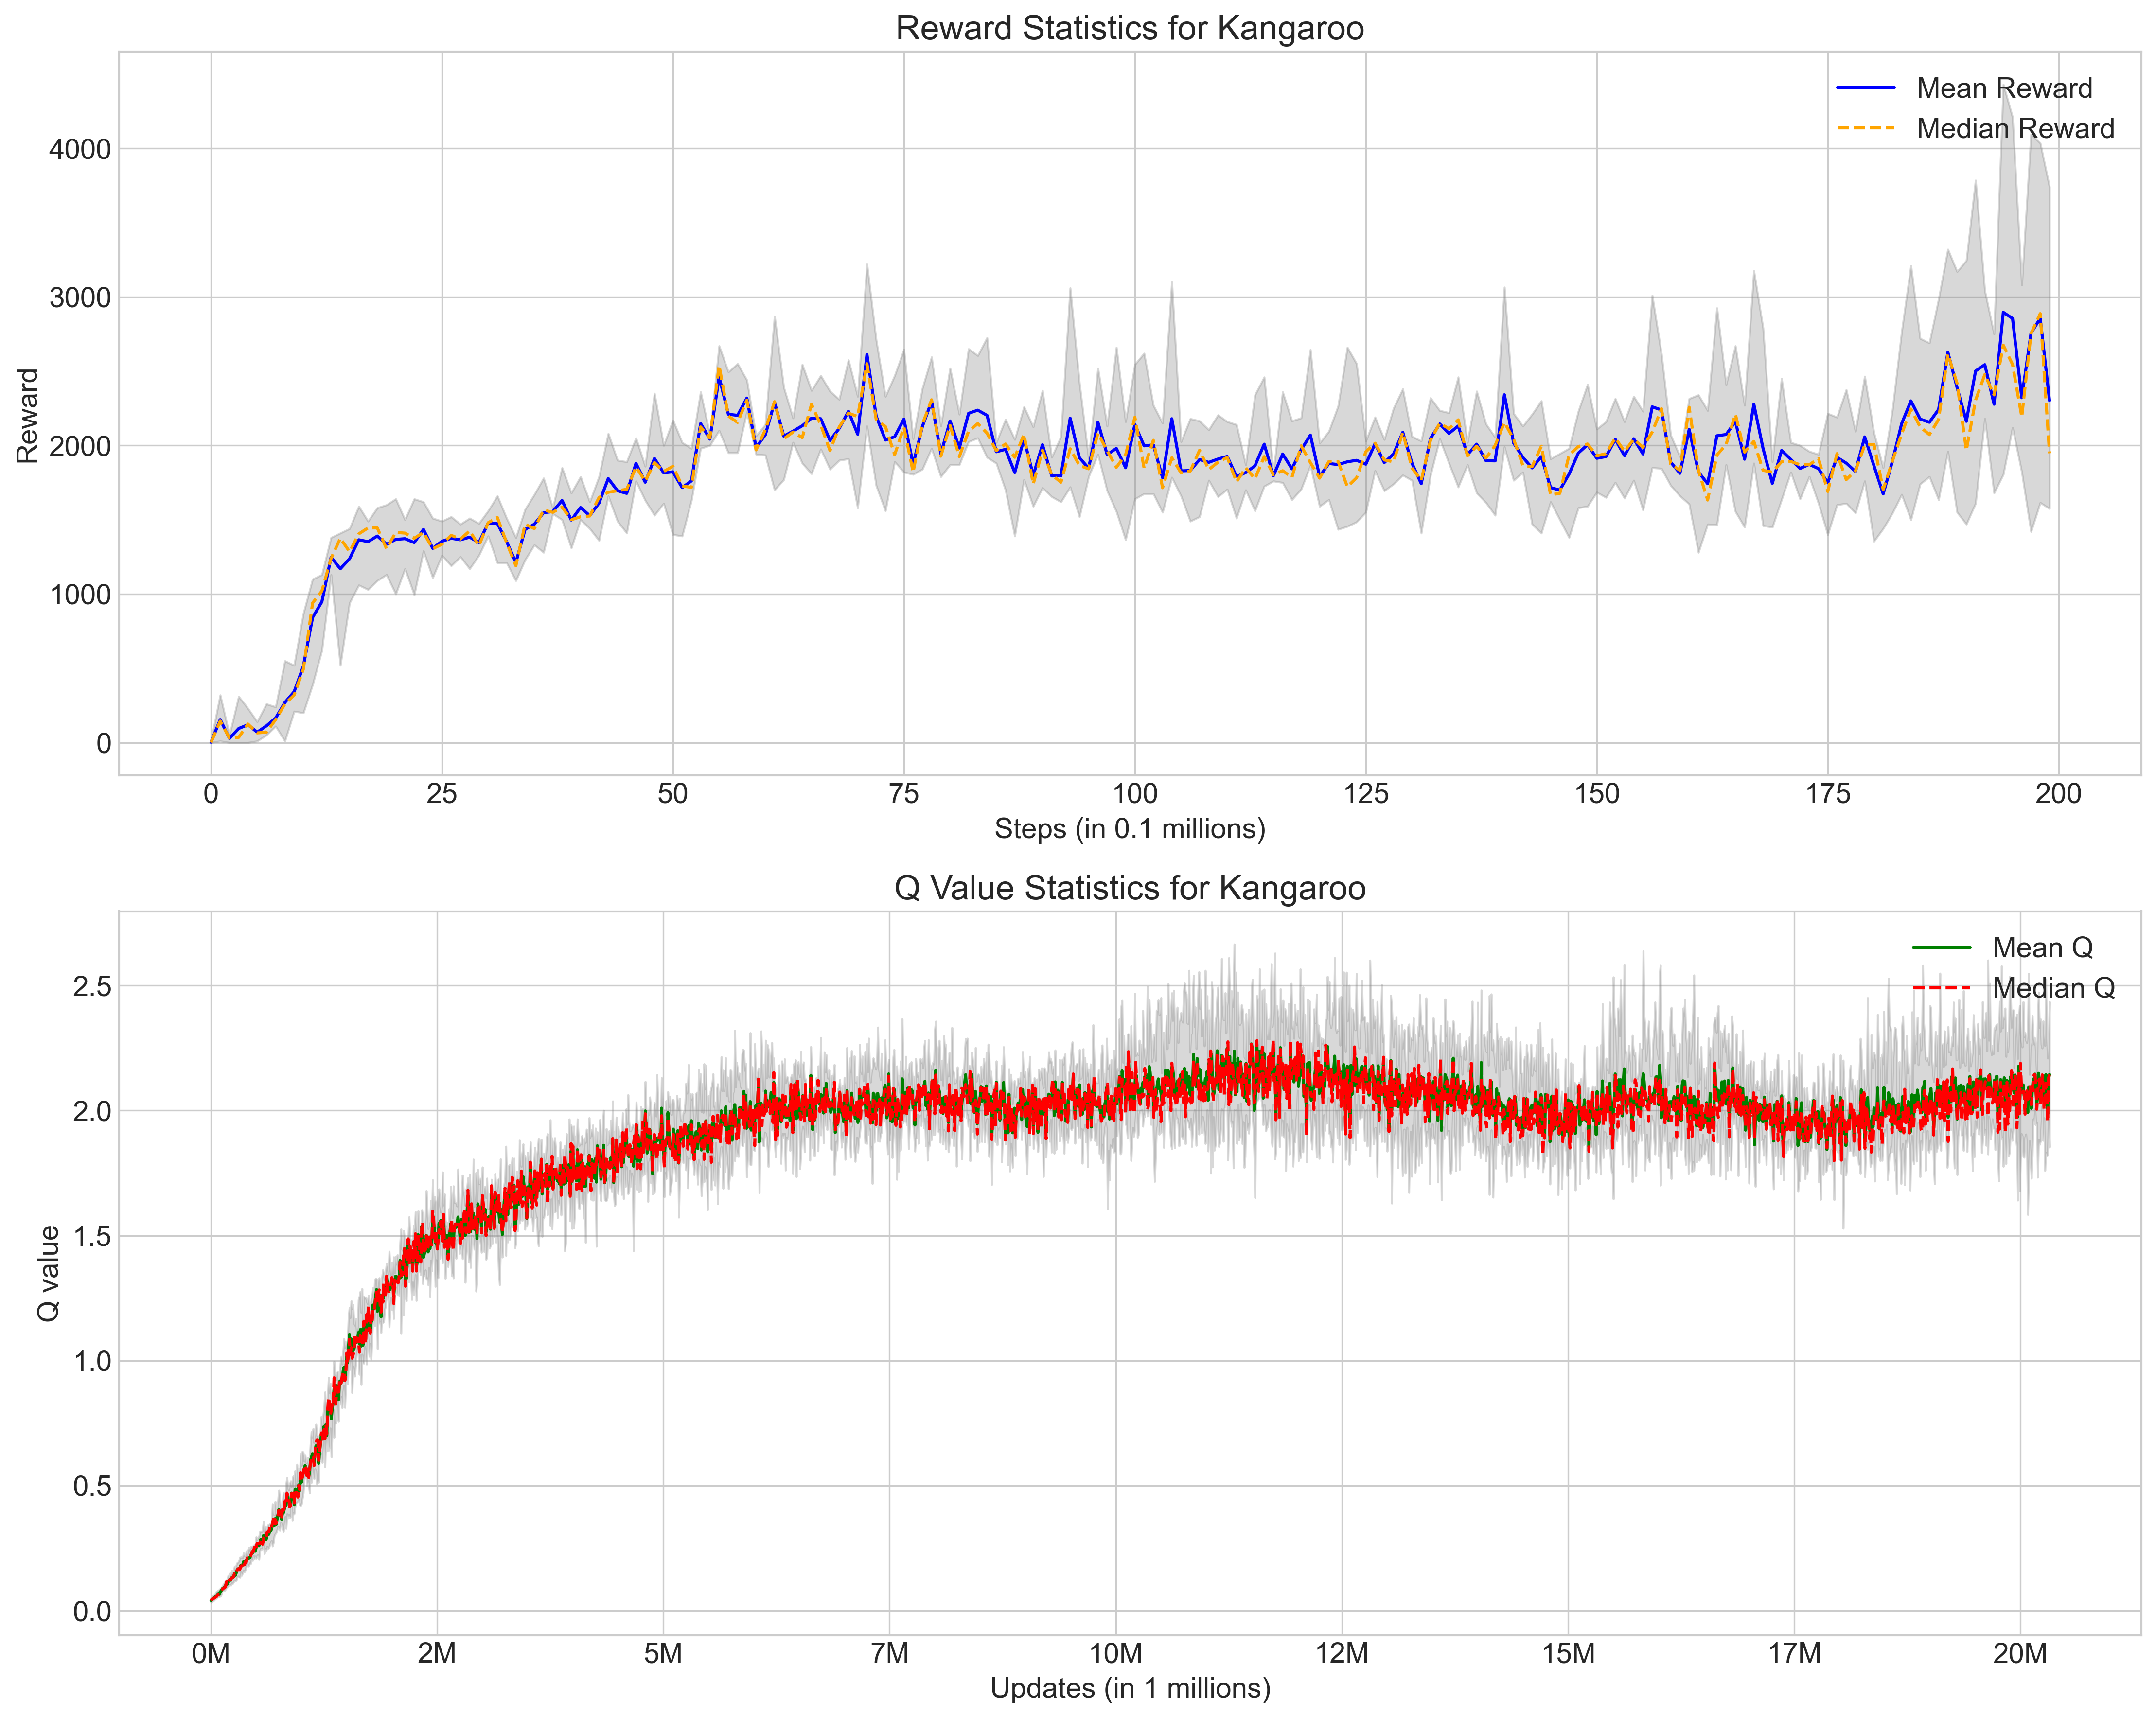 Reward Statistics for Kangaroo
Mean Reward
Median Reward
4000
3000
2000
1000
0
Reward
0 25 50 75 100 125 150 175 200
Steps (in 0.1 millions)
Q Value Statistics for Kangaroo
Mean Q
Median Q
2.5
2.0
1.5
1.0
0.5
0.0
Q value
0M 2M 5M 7M 10M 12M 15M 17M 20M
Updates (in 1 millions)